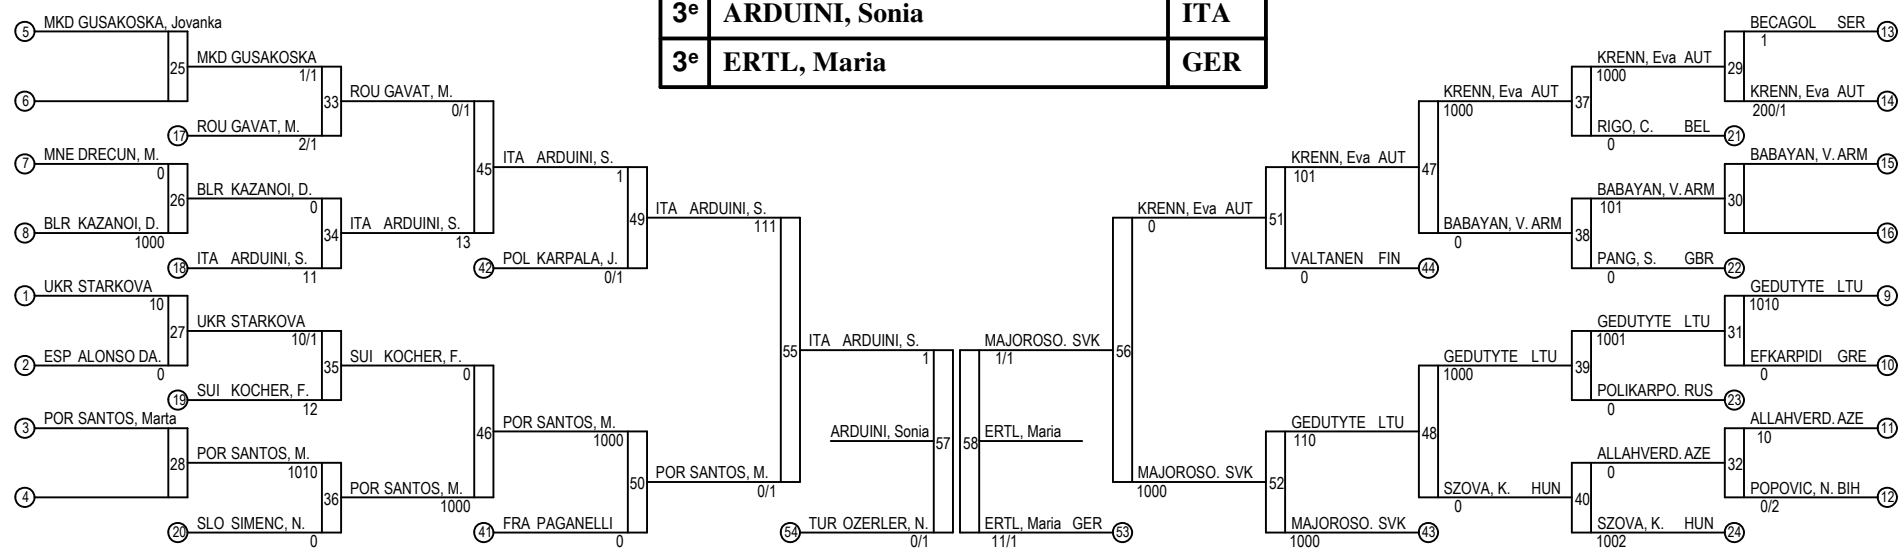 3e ARDUINI, Sonia ITA
3e ERTL, Maria GER
5 MKD GUSAKOSKA, Jovanka
6
25
MKD GUSAKOSKA
1/1
17 ROU GAVAT, M.
2/1
33
ROU GAVAT, M.
0/1
7 MNE DRECUN, M.
0
8 BLR KAZANOI, D.
1000
26
BLR KAZANOI, D.
0
18 ITA ARDUINI, S.
11
34
ITA ARDUINI, S.
13
45
ITA ARDUINI, S.
1
42 POL KARPALA, J.
0/1
49
ITA ARDUINI, S.
111
1 UKR STARKOVA
10
2 ESP ALONSO DA.
0
27
UKR STARKOVA
10/1
19 SUI KOCHER, F.
12
35
SUI KOCHER, F.
0
3 POR SANTOS, Marta
4
28
POR SANTOS, M.
1010
20 SLO SIMENC, N.
0
36
POR SANTOS, M.
1000
46
POR SANTOS, M.
1000
41 FRA PAGANELLI
0
50
POR SANTOS, M.
0/1
55
ITA ARDUINI, S.
1
54 TUR OZERLER, N.
0/1
57
ARDUINI, Sonia
58
ERTL, Maria
MAJOROSO. SVK
1/1
ERTL, Maria GER 53
11/1
56
KRENN, Eva AUT
0
MAJOROSO. SVK
1000
51
KRENN, Eva AUT
101
VALTANEN FIN 44
0
47
KRENN, Eva AUT
1000
BABAYAN, V. ARM
0
37
KRENN, Eva AUT
1000
RIGO, C. BEL 21
0
29
BECAGOL SER 13
1
KRENN, Eva AUT 14
200/1
38
BABAYAN, V. ARM
101
PANG, S. GBR 22
0
30
BABAYAN, V. ARM 15
16
52
GEDUTYTE LTU
110
MAJOROSO. SVK 43
1000
48
GEDUTYTE LTU
1000
SZOVA, K. HUN
0
39
GEDUTYTE LTU
1001
POLIKARPO. RUS 23
0
31
GEDUTYTE LTU 9
1010
EFKARPIDI GRE 10
0
40
ALLAHVERD. AZE
0
SZOVA, K. HUN 24
1002
32
ALLAHVERD. AZE 11
10
POPOVIC, N. BIH 12
0/2